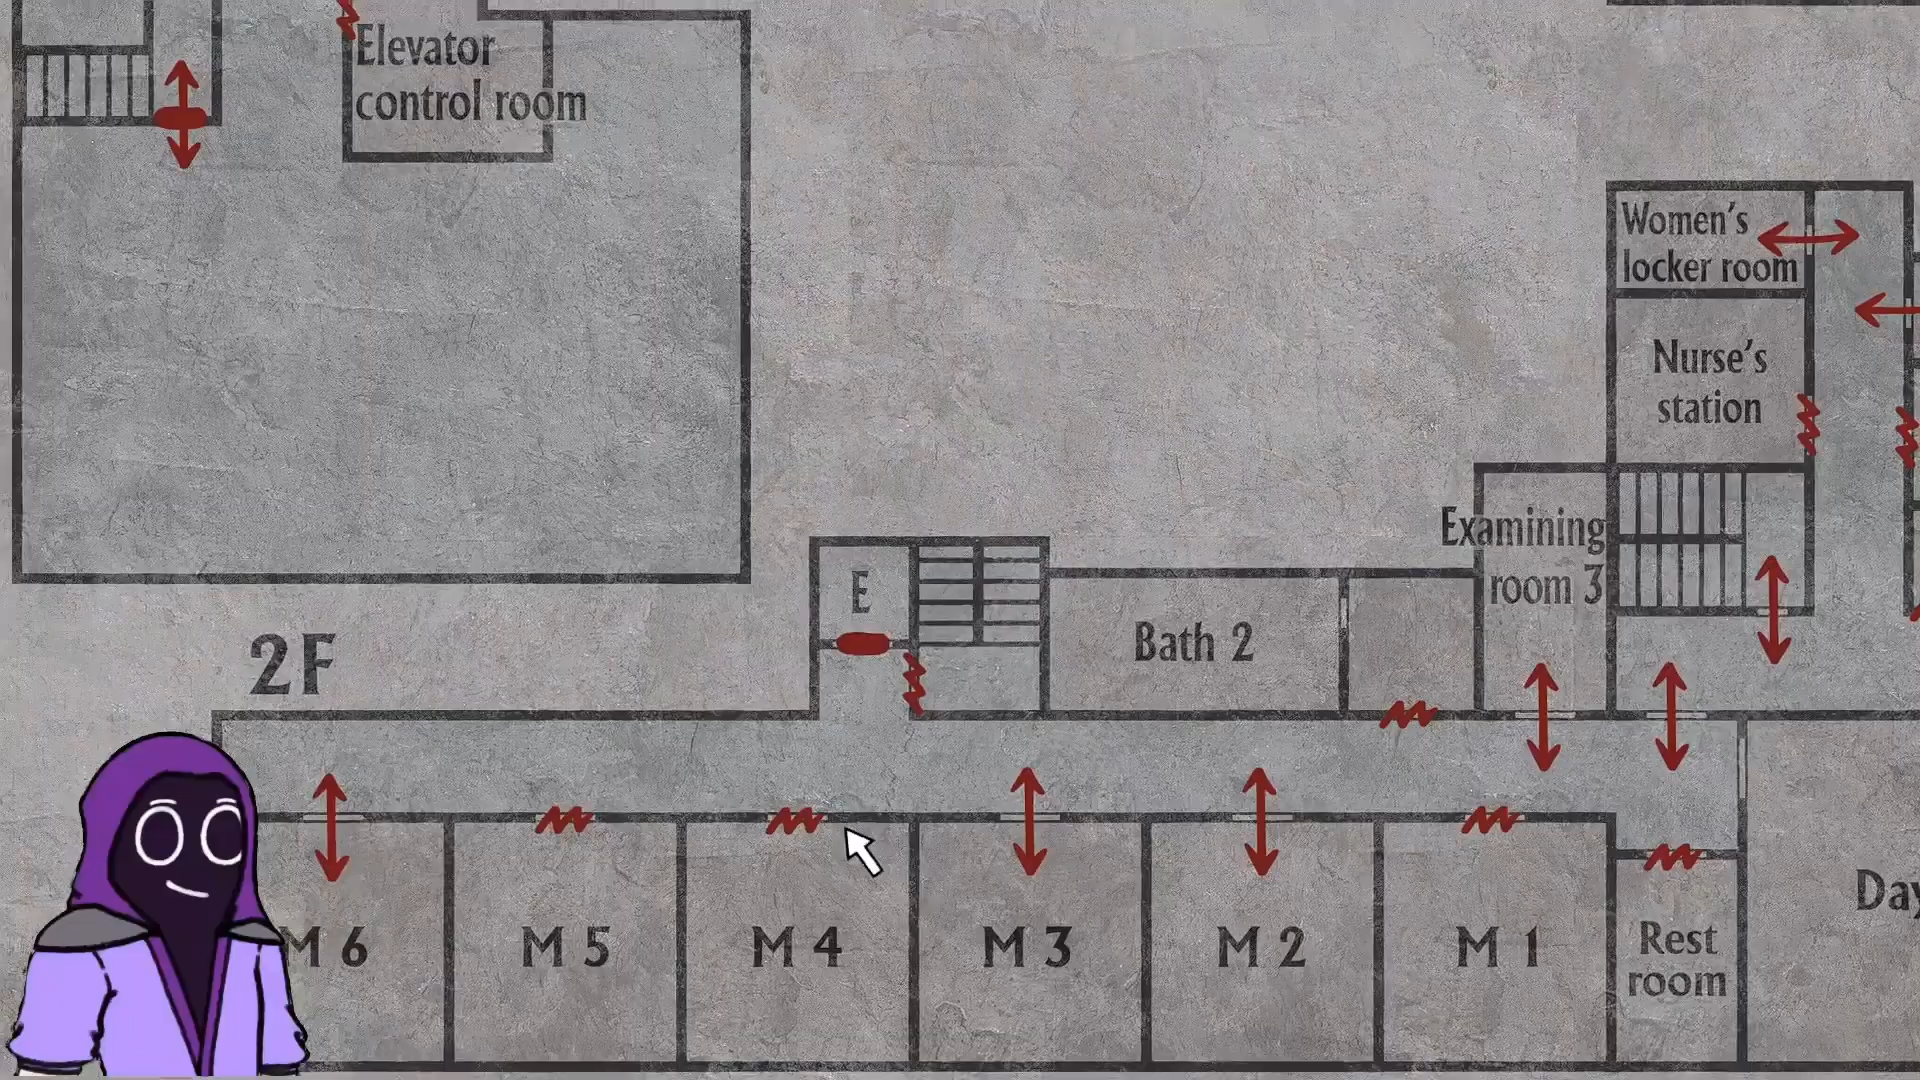 Elevator
control room
Women's
locker room
Nurse's
station
Examining
room 3
E
Bath 2
2F
M 6
M 5
M 4
M 3
M 2
M 1
Rest
room
Day